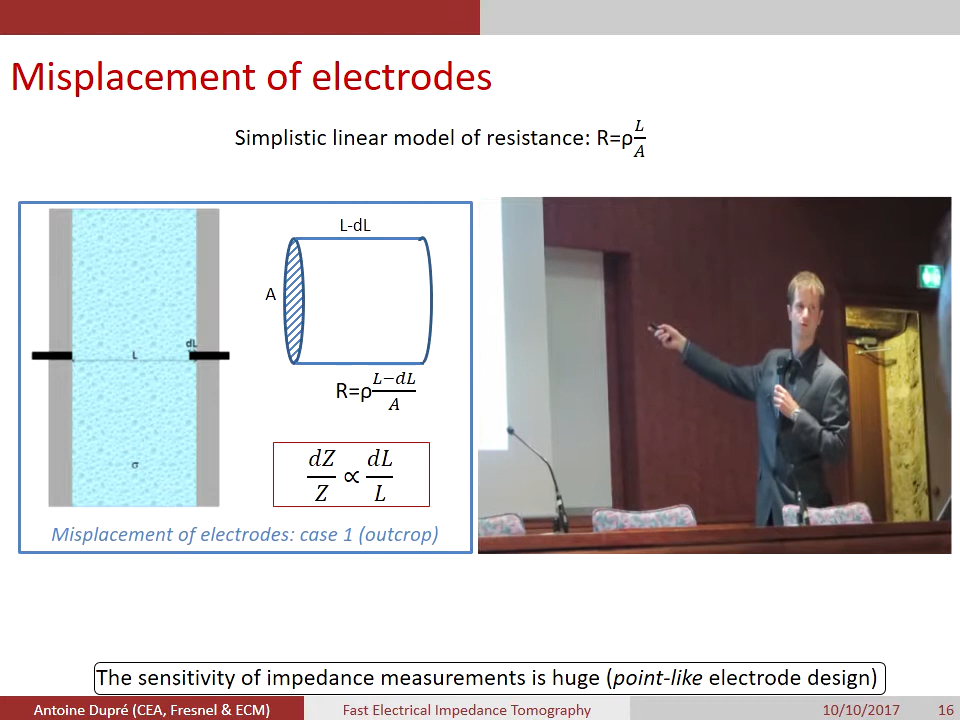 Misplacement of electrodes
Simplistic linear model of resistance: R=ρ𝐿/𝐴
L-dL
A
dL
L
R=ρ(L−dL)/A
dZ/Z ∝ dL/L
σ
Misplacement of electrodes: case 1 (outcrop)
The sensitivity of impedance measurements is huge (point-like electrode design)
Antoine Dupré (CEA, Fresnel & ECM)
Fast Electrical Impedance Tomography
10/10/2017
16